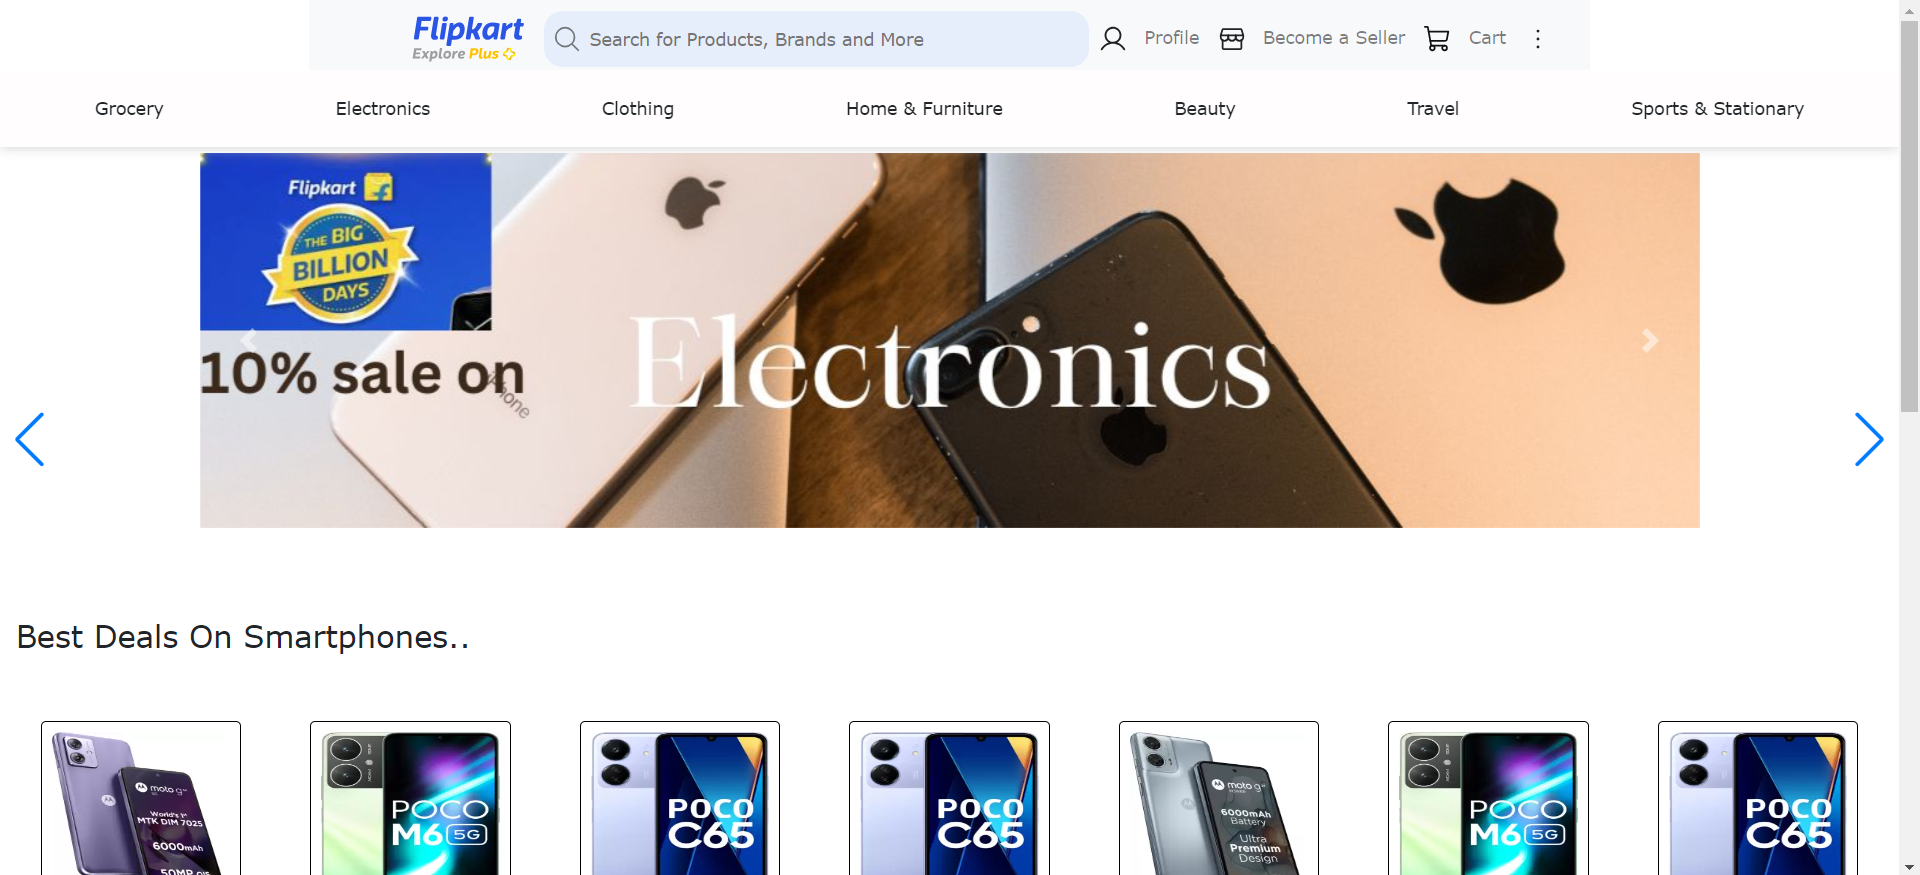 Flipkart
Explore Plus
Search for Products, Brands and More
Profile
Become a Seller
Cart
Grocery
Electronics
Clothing
Home & Furniture
Beauty
Travel
Sports & Stationary
Flipkart
THE BIG
BILLION
DAYS
10% sale on
iPhone
Electronics
Best Deals On Smartphones..
moto g
World's 1st
MTK DIM 7025
6000mAh
50MP OIS
POCO
M6 5G
POCO
C65
POCO
C65
moto g
6000mAh
Battery
Ultra
Premium
Design
POCO
M6 5G
POCO
C65